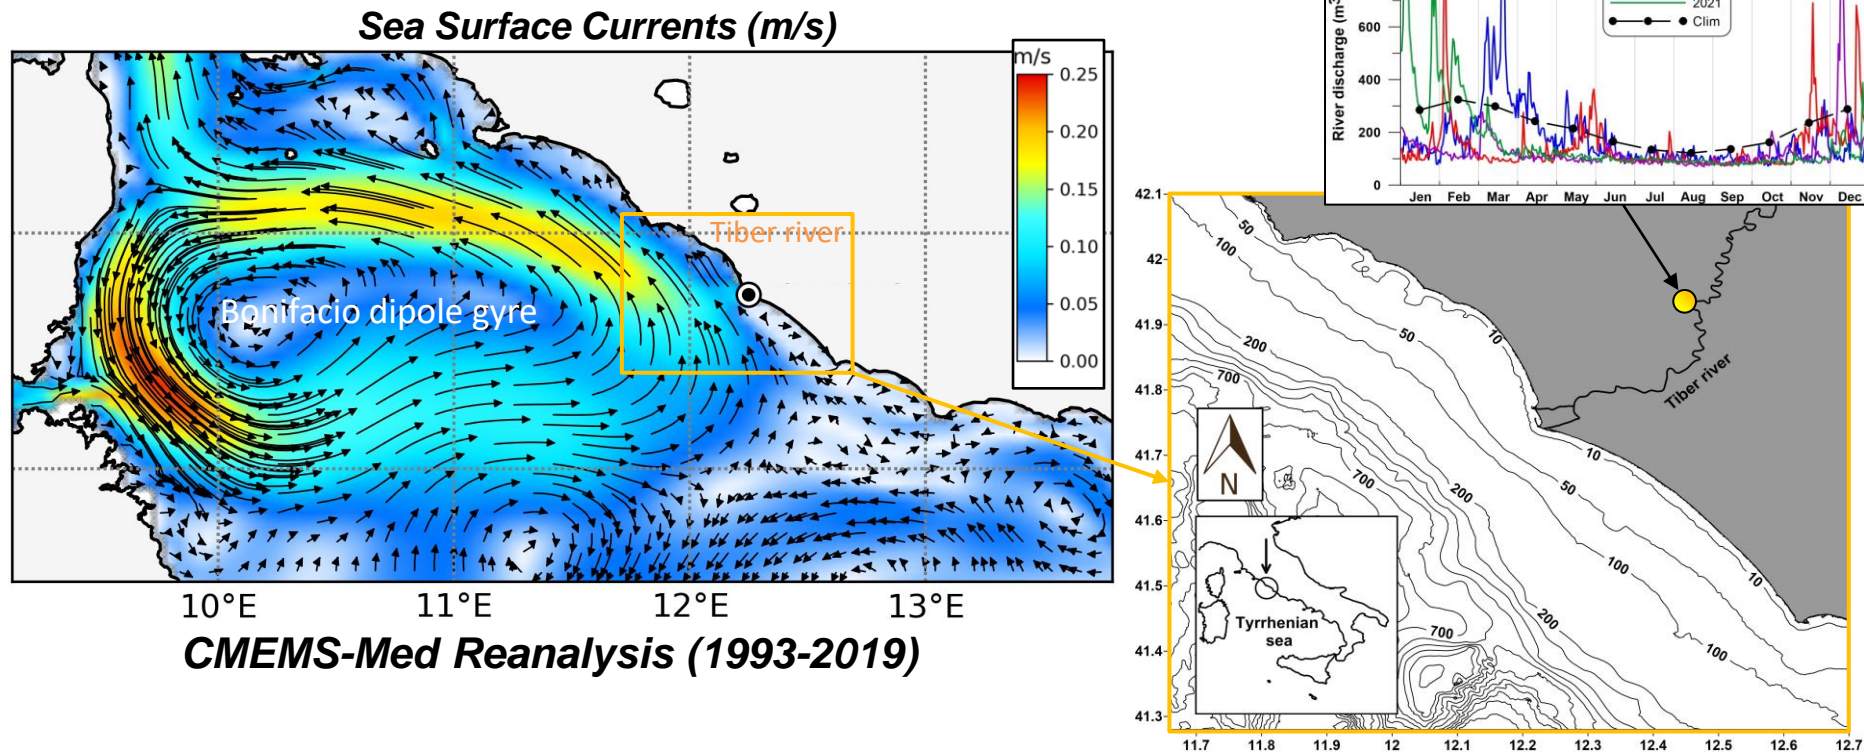 Sea Surface Currents (m/s)
m/s
0.25
0.20
0.15
0.10
0.05
0.00
Tiber river
Bonifacio dipole gyre
10°E
11°E
12°E
13°E
CMEMS-Med Reanalysis (1993-2019)
2021
Clim
River discharge (m³
600
400
200
0
Jen Feb Mar Apr May Jun Jul Aug Sep Oct Nov Dec
42.1
42
41.9
41.8
41.7
41.6
41.5
41.4
41.3
50
100
200
700
50
10
Tiber river
10
50
200
700
100
10
200
700
100
N
Tyrrhenian
sea
11.7 11.8 11.9 12 12.1 12.2 12.3 12.4 12.5 12.6 12.7